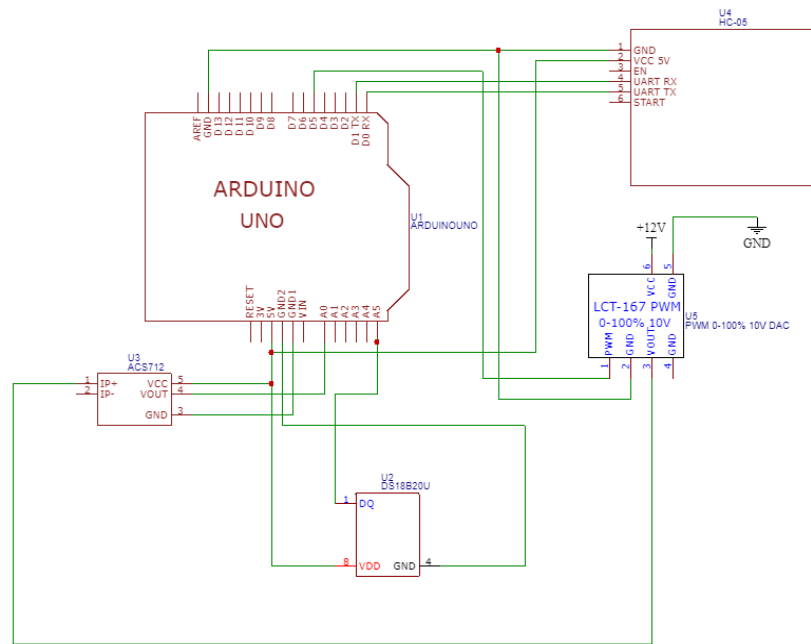 U4
HC-05
1 GND
2 VCC 5V
3 EN
4 UART RX
5 UART TX
6 START
AREF
GND
D13
D12
D11
D10
D9
D8
D7
D6
D5
D4
D3
D2
D1 TX
D0 RX
ARDUINO
UNO
U1
ARDUINOUNO
RESET
3V
5V
GND2
GND1
VIN
A0
A1
A2
A3
A4
A5
+12V
GND
6 VCC
5 GND
LCT-167 PWM
0-100% 10V
U5
PWM 0-100% 10V DAC
1 PWM
2 GND
3 VOUT
4 GND
U3
ACS712
1 IP+
2 IP-
VCC 5
VOUT 4
GND 3
U2
DS18B20U
1 DQ
8 VDD
GND 4